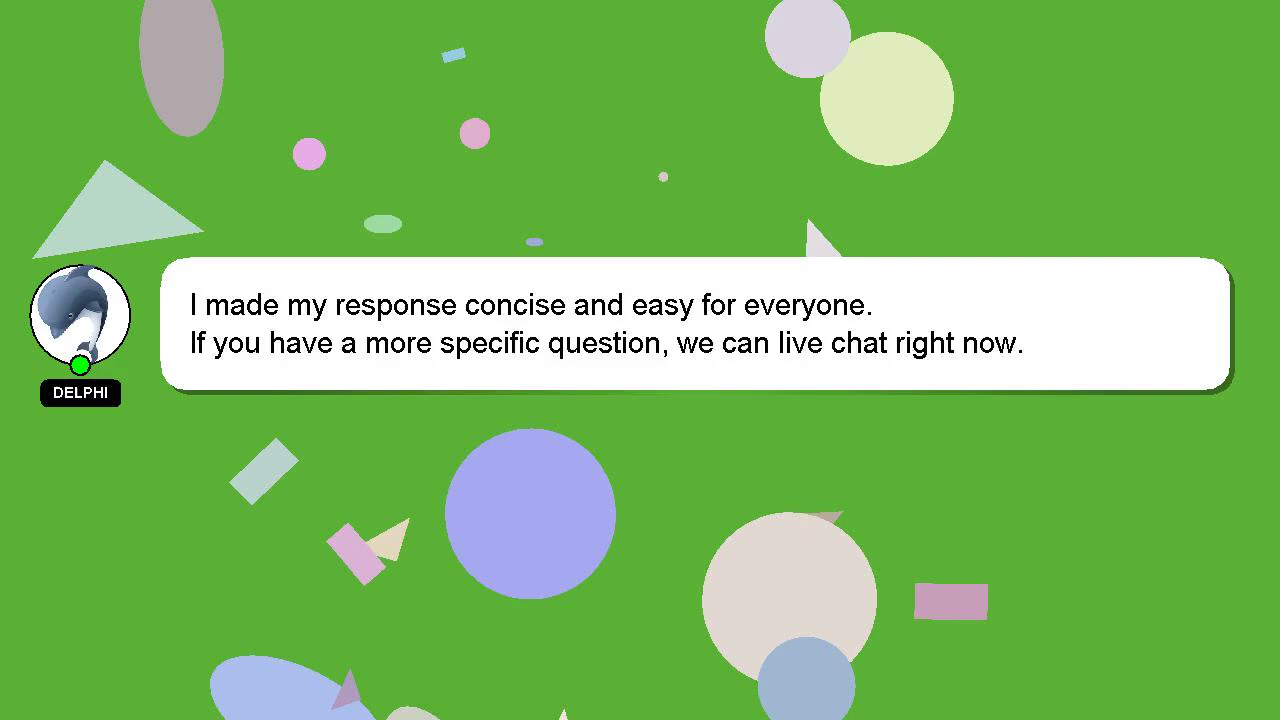 I made my response concise and easy for everyone.
If you have a more specific question, we can live chat right now.
DELPHI